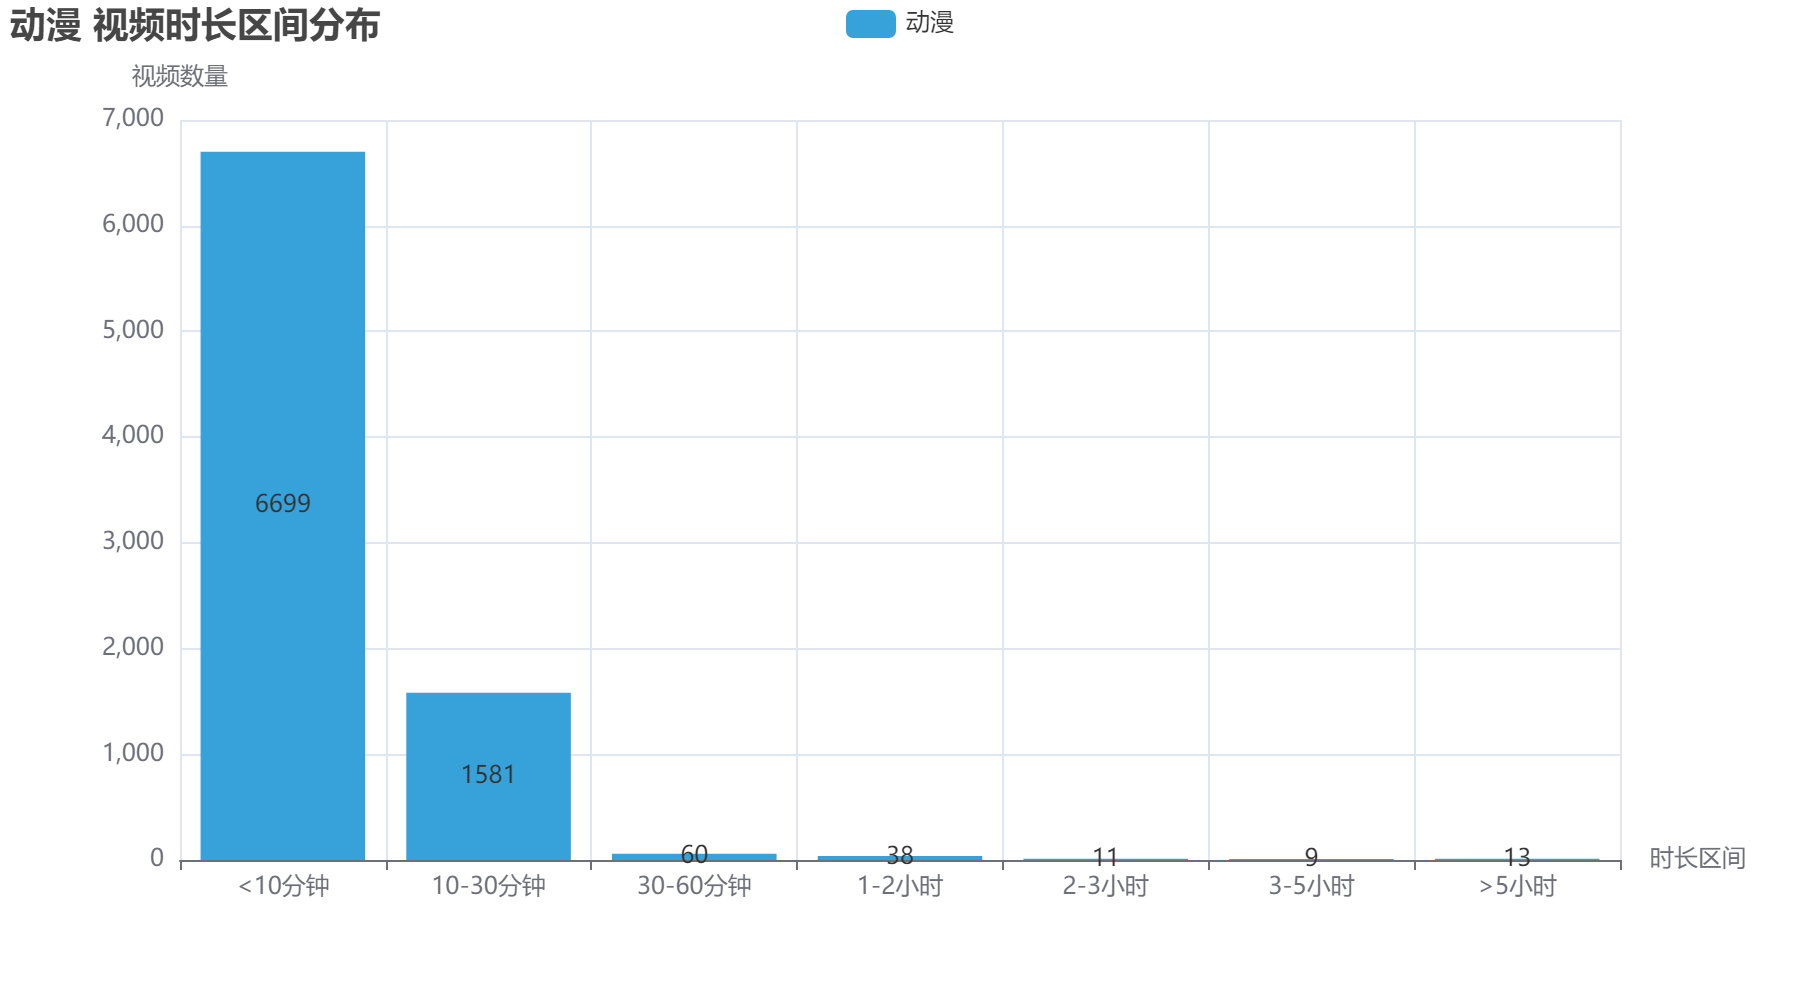 动漫 视频时长区间分布
动漫
视频数量
7,000
6,000
5,000
4,000
3,000
2,000
1,000
0
6699
1581
60
38
11
9
13
<10分钟
10-30分钟
30-60分钟
1-2小时
2-3小时
3-5小时
>5小时
时长区间